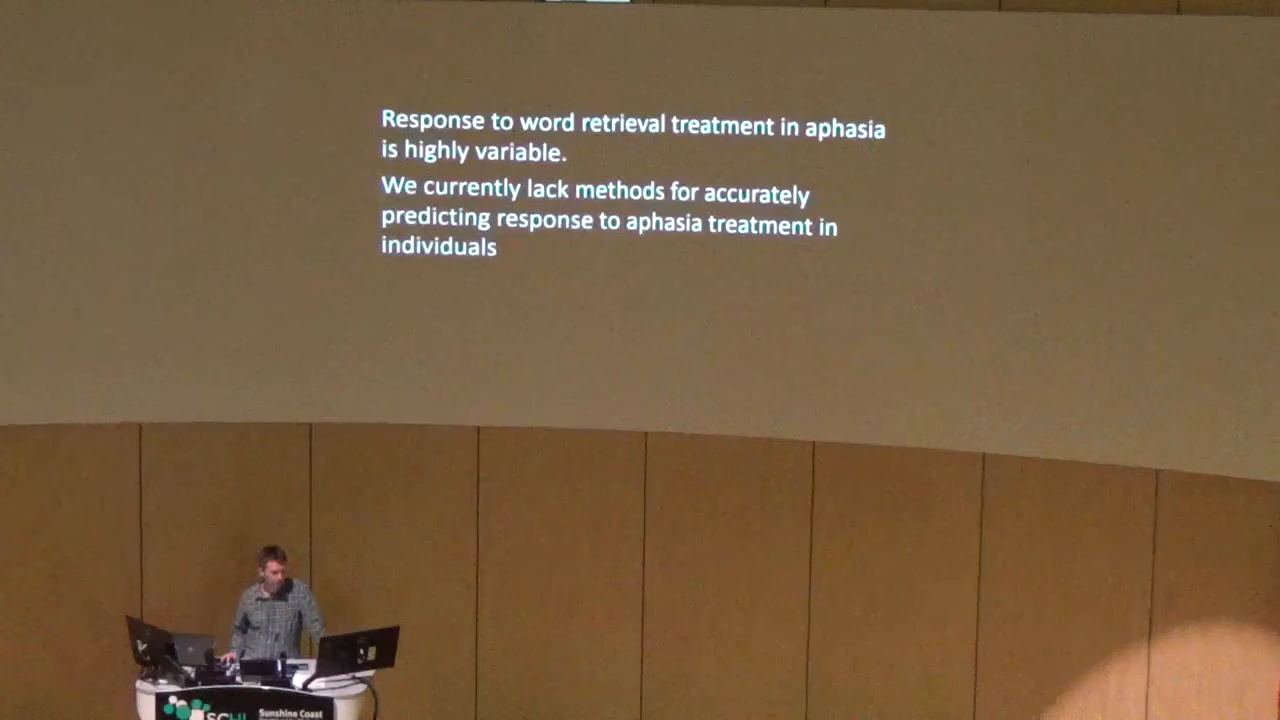 Response to word retrieval treatment in aphasia
is highly variable.
We currently lack methods for accurately
predicting response to aphasia treatment in
individuals
SCHI Sunshine Coast